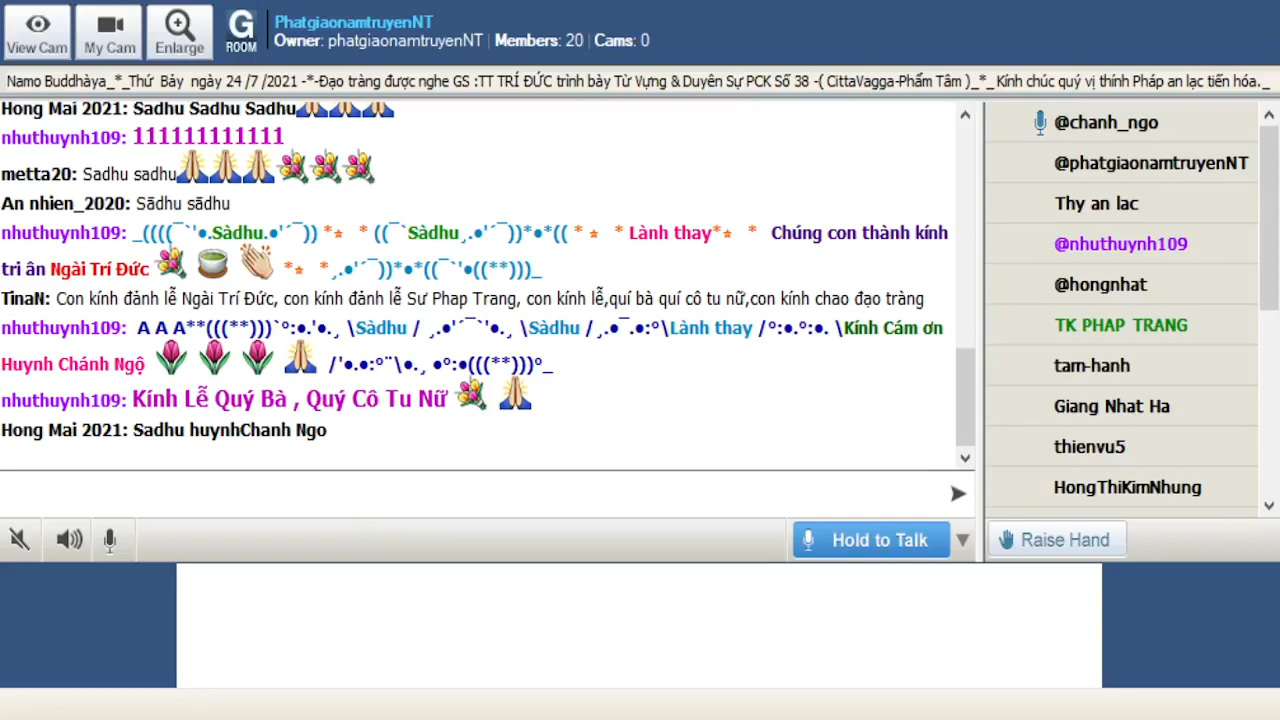 View Cam
My Cam
Enlarge
G
ROOM
PhatgiaonamtruyenNT
Owner: phatgiaonamtruyenNT | Members: 20 | Cams: 0
Namo Buddhàya_*_Thứ Bảy ngày 24 /7 /2021 -*-Đạo tràng được nghe GS :TT TRÍ ĐỨC trình bày Từ Vựng & Duyên Sự PCK Số 38 -( CittaVagga-Phẩm Tâm )_*_ Kính chúc quý vị thính Pháp an lạc tiến hóa._
Hong Mai 2021: Sadhu Sadhu Sadhu
nhuthuynh109: 111111111111
metta20: Sadhu sadhu
An nhien_2020: Sādhu sādhu
nhuthuynh109: _((((¯`'•.Sàdhu.•'´¯)) *⋆ * ((¯`Sàdhu¸.•'´¯))*•*(( * ⋆ * Lành thay*⋆ * Chúng con thành kính
tri ân Ngài Trí Đức *⋆ *¸.•'´¯))*•*((¯`'•((**)))_
TinaN: Con kính đảnh lễ Ngài Trí Đức, con kính đảnh lễ Sư Phap Trang, con kính lễ,quí bà quí cô tu nữ,con kính chao đạo tràng
nhuthuynh109: A A A**(((**)))`°:•.'•.¸ \Sàdhu / ¸.•'´¯`'•.¸ \Sàdhu / ¸.•¯.•:°\Lành thay /°:•.°:•. \Kính Cám ơn
Huynh Chánh Ngộ /'•.•:°¨\•.¸ •°:•(((**)))°_
nhuthuynh109: Kính Lễ Quý Bà , Quý Cô Tu Nữ
Hong Mai 2021: Sadhu huynhChanh Ngo
@chanh_ngo
@phatgiaonamtruyenNT
Thy an lac
@nhuthuynh109
@hongnhat
TK PHAP TRANG
tam-hanh
Giang Nhat Ha
thienvu5
HongThiKimNhung
Hold to Talk
Raise Hand